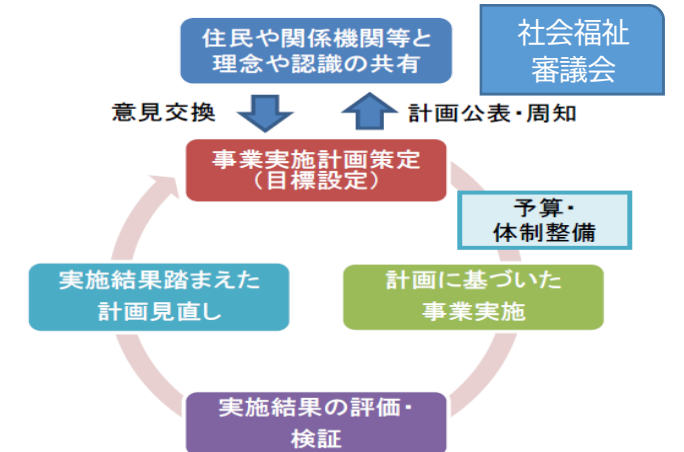 住民や関係機関等と
理念や認識の共有
社会福祉
審議会
意見交換
計画公表・周知
事業実施計画策定
（目標設定）
予算・
体制整備
実施結果踏まえた
計画見直し
計画に基づいた
事業実施
実施結果の評価・
検証